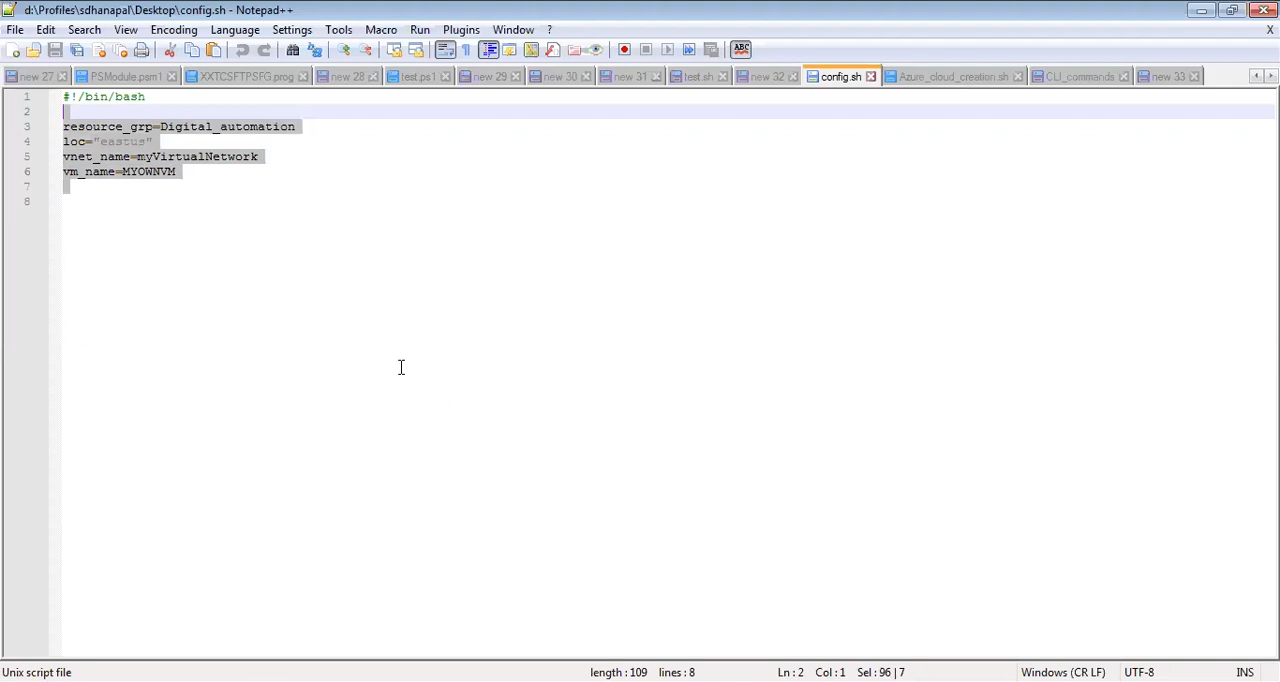 d:\Profiles\sdhanapal\Desktop\config.sh - Notepad++
File Edit Search View Encoding Language Settings Tools Macro Run Plugins Window ? X
new 27 PSModule.psm1 XXTCSFTPSFG.prog new 28 test.ps1 new 29 new 30 new 31 test.sh new 32 config.sh Azure_cloud_creation.sh CLI_commands new 33
1 #!/bin/bash
2
3 resource_grp=Digital_automation
4 loc="eastus"
5 vnet_name=myVirtualNetwork
6 vm_name=MYOWNVM
7
8
Unix script file length : 109 lines : 8 Ln : 2 Col : 1 Sel : 96 | 7 Windows (CR LF) UTF-8 INS